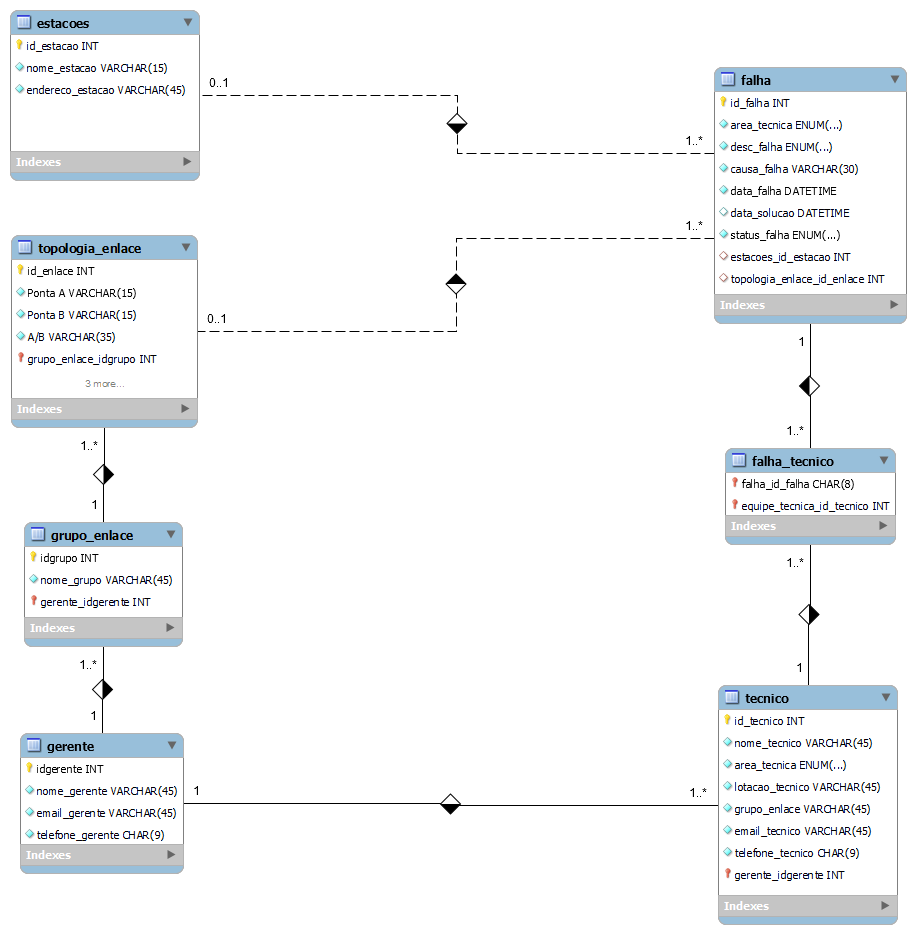 estacoes
id_estacao INT
nome_estacao VARCHAR(15)
endereco_estacao VARCHAR(45)
Indexes
0..1
1..*
falha
id_falha INT
area_tecnica ENUM(...)
desc_falha ENUM(...)
causa_falha VARCHAR(30)
data_falha DATETIME
data_solucao DATETIME
status_falha ENUM(...)
estacoes_id_estacao INT
topologia_enlace_id_enlace INT
Indexes
topologia_enlace
id_enlace INT
Ponta A VARCHAR(15)
Ponta B VARCHAR(15)
A/B VARCHAR(35)
grupo_enlace_idgrupo INT
3 more...
Indexes
0..1
1..*
1
1..*
falha_tecnico
falha_id_falha CHAR(8)
equipe_tecnica_id_tecnico INT
Indexes
1..*
1
1..*
1
grupo_enlace
idgrupo INT
nome_grupo VARCHAR(45)
gerente_idgerente INT
Indexes
1..*
1
gerente
idgerente INT
nome_gerente VARCHAR(45)
email_gerente VARCHAR(45)
telefone_gerente CHAR(9)
Indexes
1
1..*
tecnico
id_tecnico INT
nome_tecnico VARCHAR(45)
area_tecnica ENUM(...)
lotacao_tecnico VARCHAR(45)
grupo_enlace VARCHAR(45)
email_tecnico VARCHAR(45)
telefone_tecnico CHAR(9)
gerente_idgerente INT
Indexes